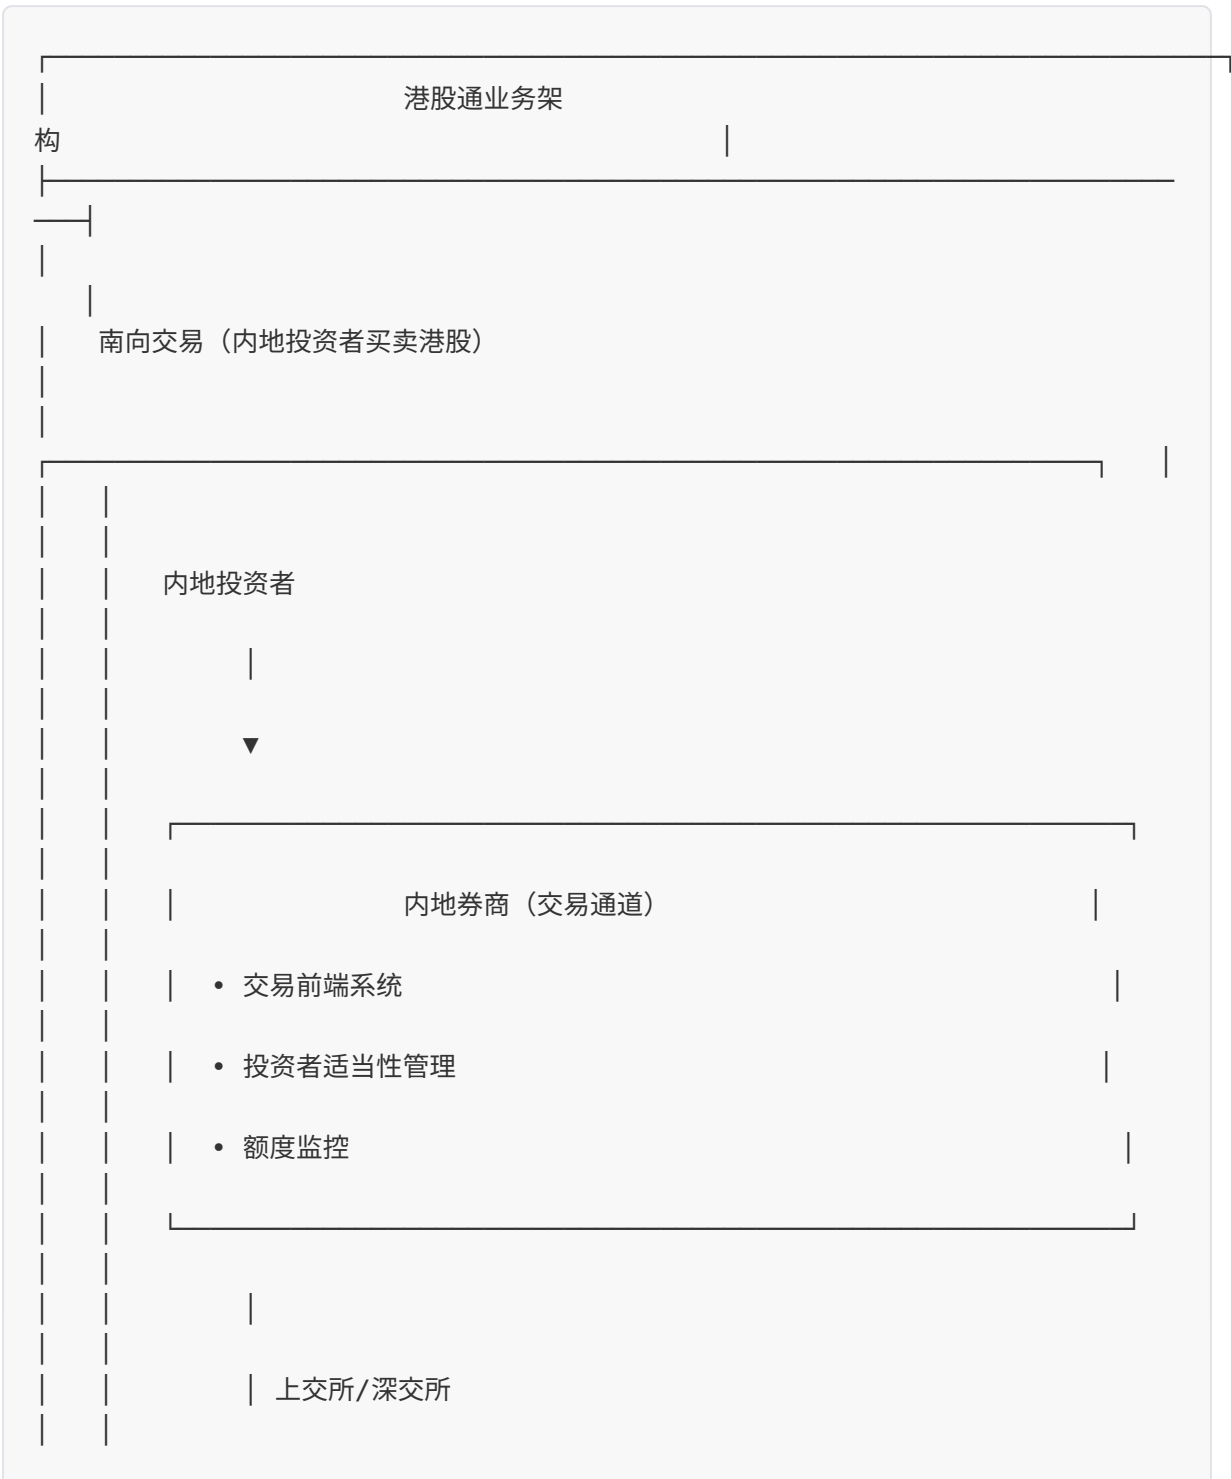 港股通业务架
构
南向交易（内地投资者买卖港股）
内地投资者
▼
内地券商（交易通道）
• 交易前端系统
• 投资者适当性管理
• 额度监控
上交所/深交所